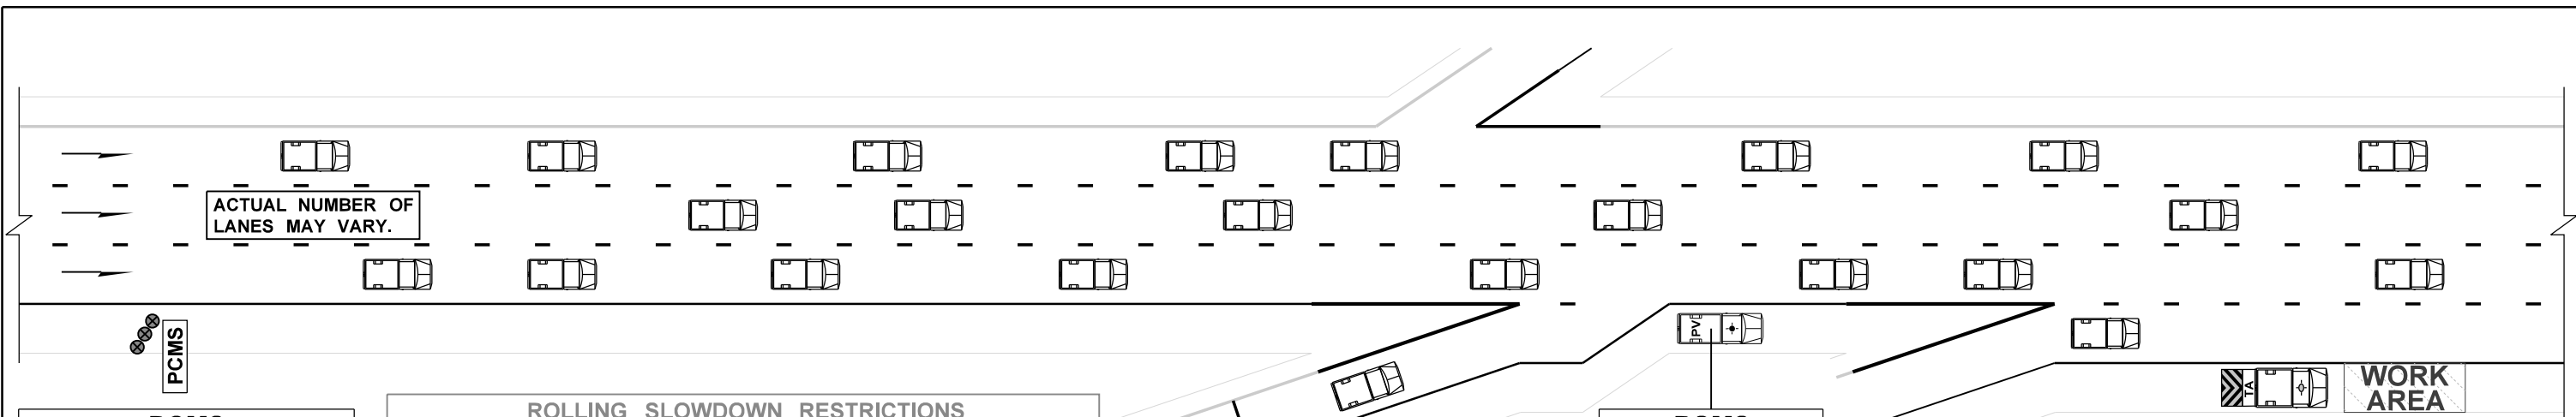 ACTUAL NUMBER OF
LANES MAY VARY.
PCMS
PV
TA
WORK
AREA
ROLLING SLOWDOWN RESTRICTIONS